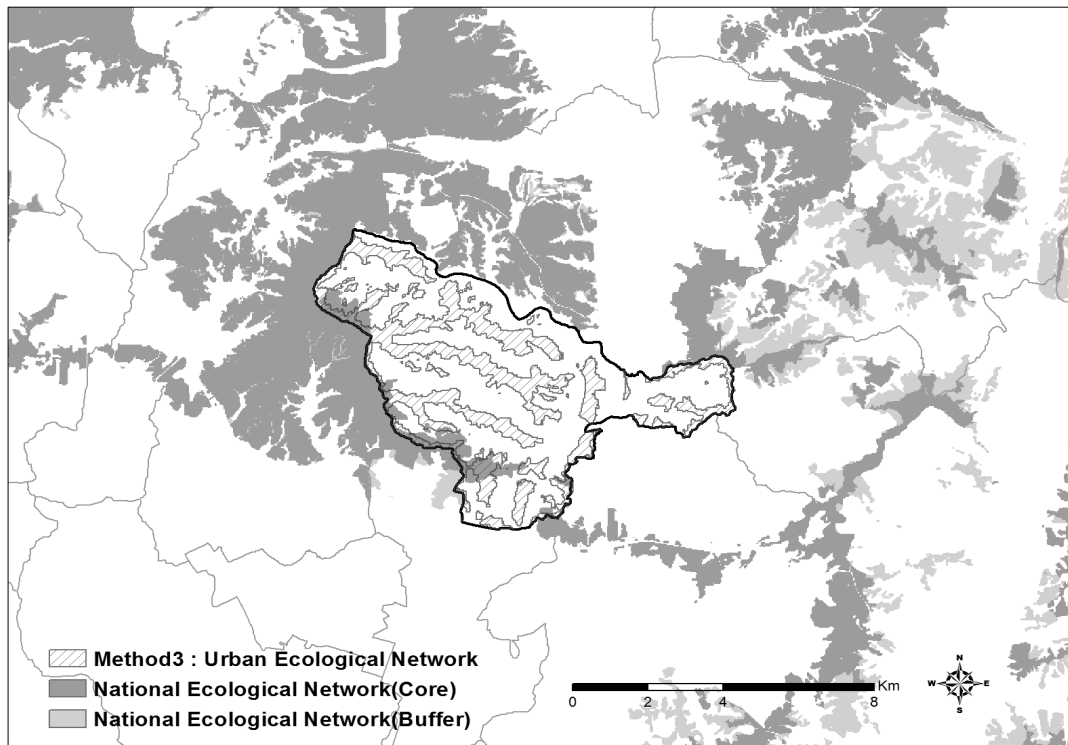 Method3 : Urban Ecological Network
National Ecological Network(Core)
National Ecological Network(Buffer)
Km
0 2 4 8
N
W E
S